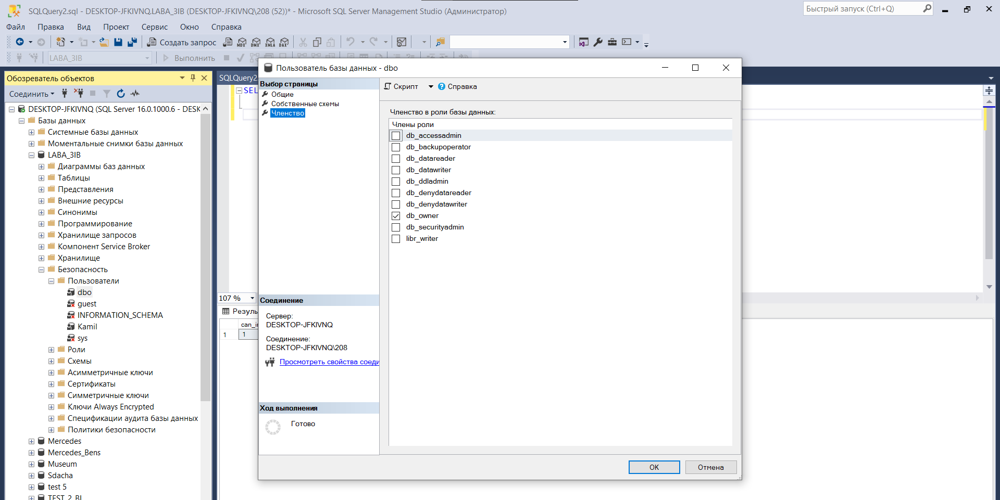 SQLQuery2.sql - DESKTOP-JFKIVNQ.LABA_3IB (DESKTOP-JFKIVNQ\208 (52))* - Microsoft SQL Server Management Studio (Администратор)
Быстрый запуск (Ctrl+Q)
Файл Правка Вид Проект Сервис Окно Справка
Создать запрос MDX DMX XMLA DAX
LABA_3IB Выполнить
Обозреватель объектов
Соединить
DESKTOP-JFKIVNQ (SQL Server 16.0.1000.6 - DESK
Базы данных
Системные базы данных
Моментальные снимки базы данных
LABA_3IB
Диаграммы баз данных
Таблицы
Представления
Внешние ресурсы
Синонимы
Программирование
Хранилище запросов
Компонент Service Broker
Хранилище
Безопасность
Пользователи
dbo
guest
INFORMATION_SCHEMA
Kamil
sys
Роли
Схемы
Асимметричные ключи
Сертификаты
Симметричные ключи
Ключи Always Encrypted
Спецификации аудита базы данных
Политики безопасности
Mercedes
Mercedes_Bens
Museum
Sdacha
test 5
TEST_2_BI
SQLQuery2
SEL
107 %
Резуль
can_in
1 1
Пользователь базы данных - dbo
Выбор страницы
Общие
Собственные схемы
Членство
Соединение
Сервер:
DESKTOP-JFKIVNQ
Соединение:
DESKTOP-JFKIVNQ\208
Просмотреть свойства соеди
Ход выполнения
Готово
Скрипт Справка
Членство в роли базы данных:
Члены роли
db_accessadmin
db_backupoperator
db_datareader
db_datawriter
db_ddladmin
db_denydatareader
db_denydatawriter
db_owner
db_securityadmin
libr_writer
OK Отмена